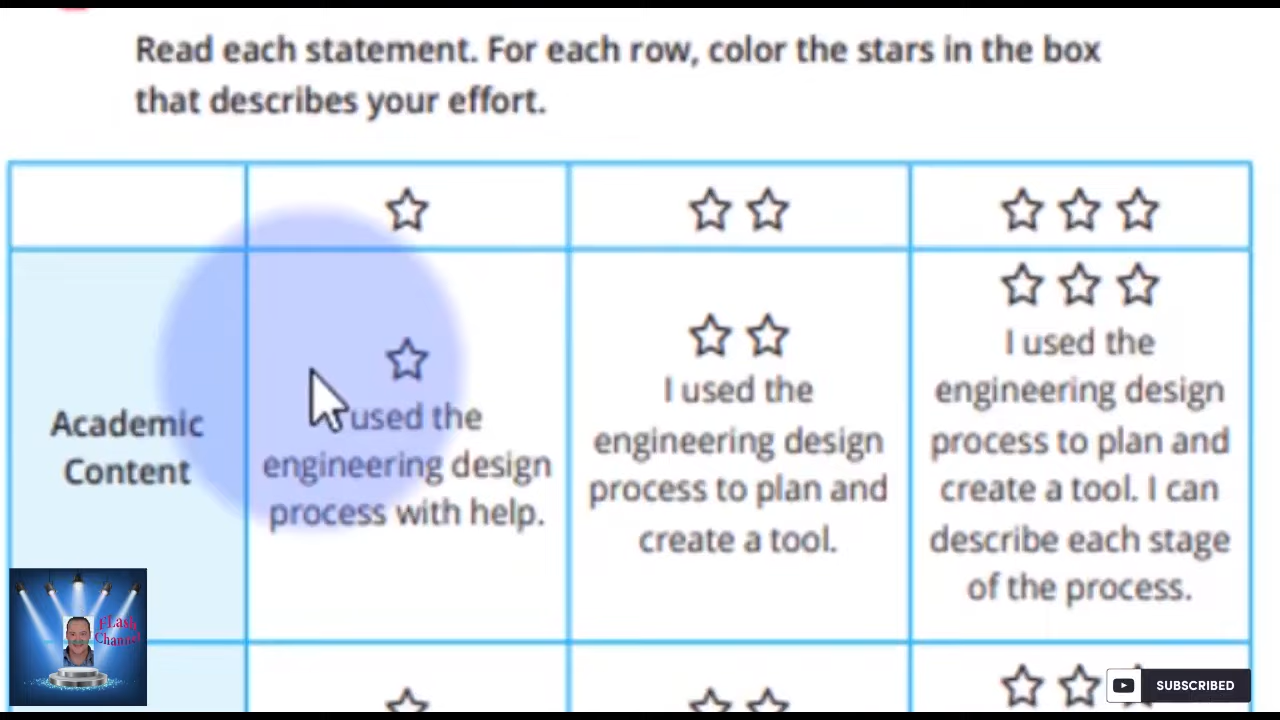 Read each statement. For each row, color the stars in the box
that describes your effort.
Academic
Content
used the
engineering design
process with help.
I used the
engineering design
process to plan and
create a tool.
I used the
engineering design
process to plan and
create a tool. I can
describe each stage
of the process.
fLash
Channel
SUBSCRIBED